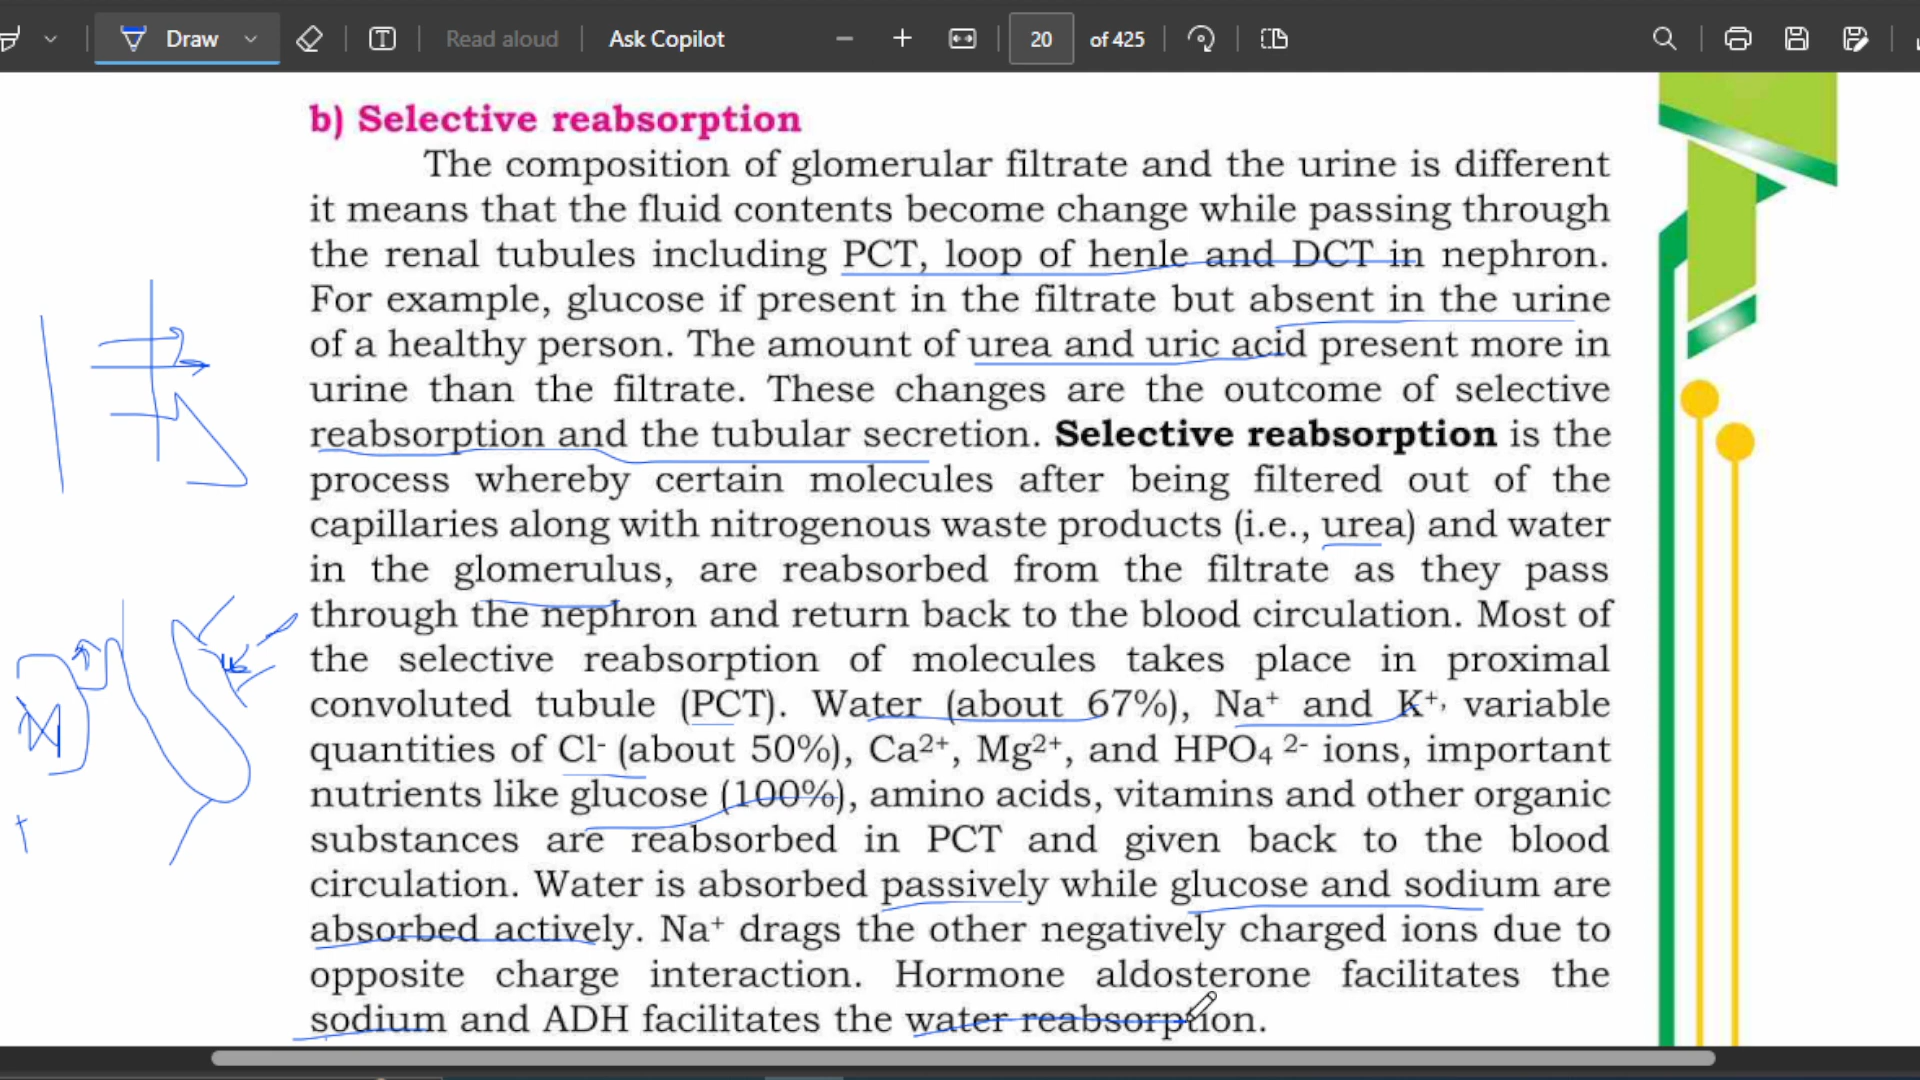 Draw
Read aloud
Ask Copilot
20
of 425
b) Selective reabsorption
The composition of glomerular filtrate and the urine is different
it means that the fluid contents become change while passing through
the renal tubules including PCT, loop of henle and DCT in nephron.
For example, glucose if present in the filtrate but absent in the urine
of a healthy person. The amount of urea and uric acid present more in
urine than the filtrate. These changes are the outcome of selective
reabsorption and the tubular secretion. Selective reabsorption is the
process whereby certain molecules after being filtered out of the
capillaries along with nitrogenous waste products (i.e., urea) and water
in the glomerulus, are reabsorbed from the filtrate as they pass
through the nephron and return back to the blood circulation. Most of
the selective reabsorption of molecules takes place in proximal
convoluted tubule (PCT). Water (about 67%), Na⁺ and K⁺, variable
quantities of Cl⁻ (about 50%), Ca²⁺, Mg²⁺, and HPO₄ ²⁻ ions, important
nutrients like glucose (100%), amino acids, vitamins and other organic
substances are reabsorbed in PCT and given back to the blood
circulation. Water is absorbed passively while glucose and sodium are
absorbed actively. Na⁺ drags the other negatively charged ions due to
opposite charge interaction. Hormone aldosterone facilitates the
sodium and ADH facilitates the water reabsorption.